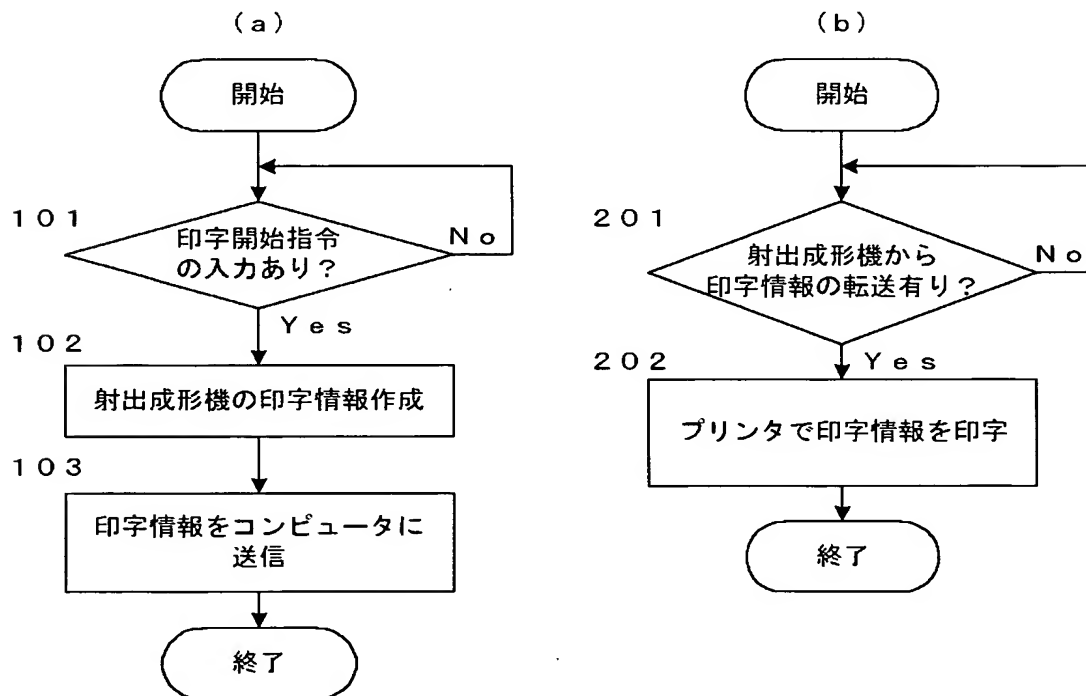 (a)
開始
101
印字開始指令
の入力あり？
No
Yes
102
射出成形機の印字情報作成
103
印字情報をコンピュータに
送信
終了
(b)
開始
201
射出成形機から
印字情報の転送有り？
No
Yes
202
プリンタで印字情報を印字
終了